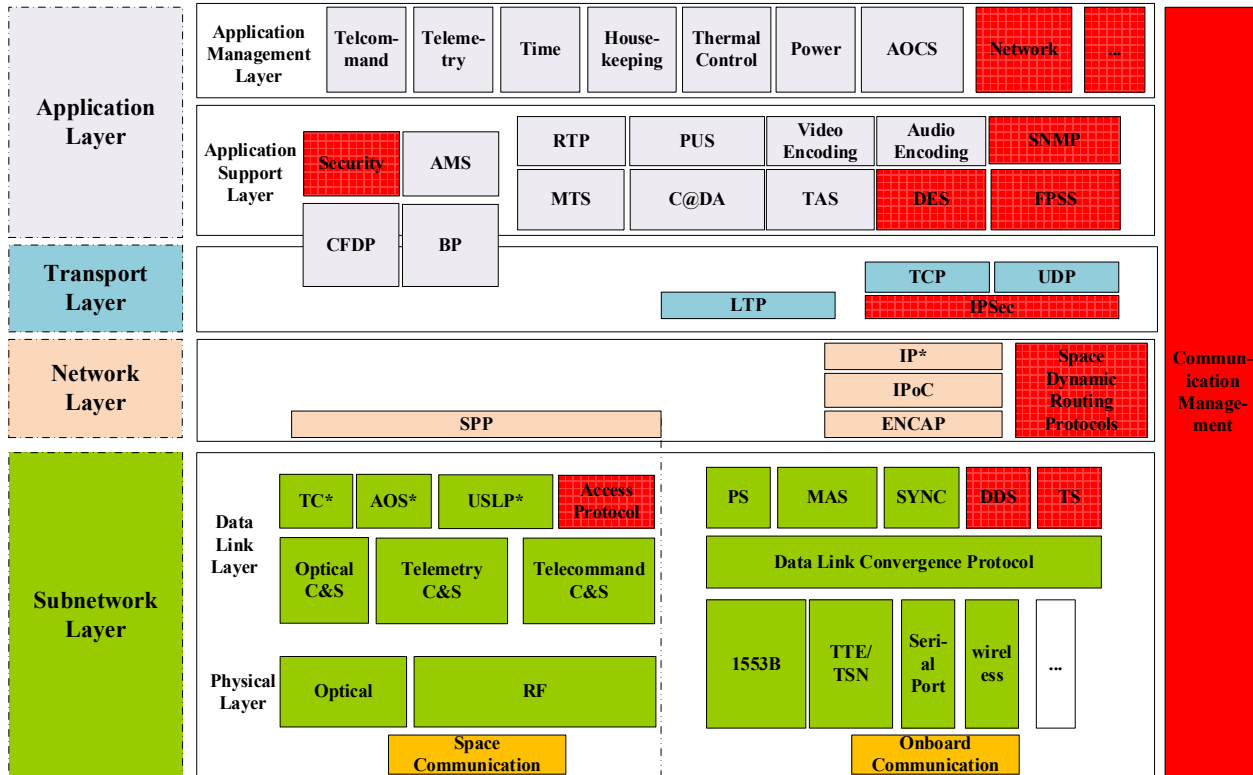 Application
Layer
Application
Management
Layer
Telcom-
mand
Teleme-
try
Time
House-
keeping
Thermal
Control
Power
AOCS
Network
...
Application
Support
Layer
Security
AMS
RTP
PUS
Video
Encoding
Audio
Encoding
SNMP
MTS
C@DA
TAS
DES
FPSS
CFDP
BP
Transport
Layer
TCP
UDP
LTP
IPSec
Network
Layer
IP*
IPoC
ENCAP
SPP
Space
Dynamic
Routing
Protocols
Commun-
ication
Manage-
ment
Subnetwork
Layer
Data
Link
Layer
TC*
AOS*
USLP*
Access
Protocol
PS
MAS
SYNC
DDS
TS
Optical
C&S
Telemetry
C&S
Telecommand
C&S
Data Link Convergence Protocol
Physical
Layer
Optical
RF
1553B
TTE/
TSN
Seri-
al
Port
wirel
ess
...
Space
Communication
Onboard
Communication